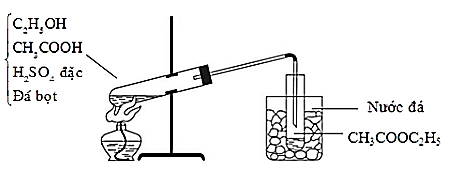 C₂H₅OH
CH₃COOH
H₂SO₄ đặc
Đá bọt
Nước đá
CH₃COOC₂H₅